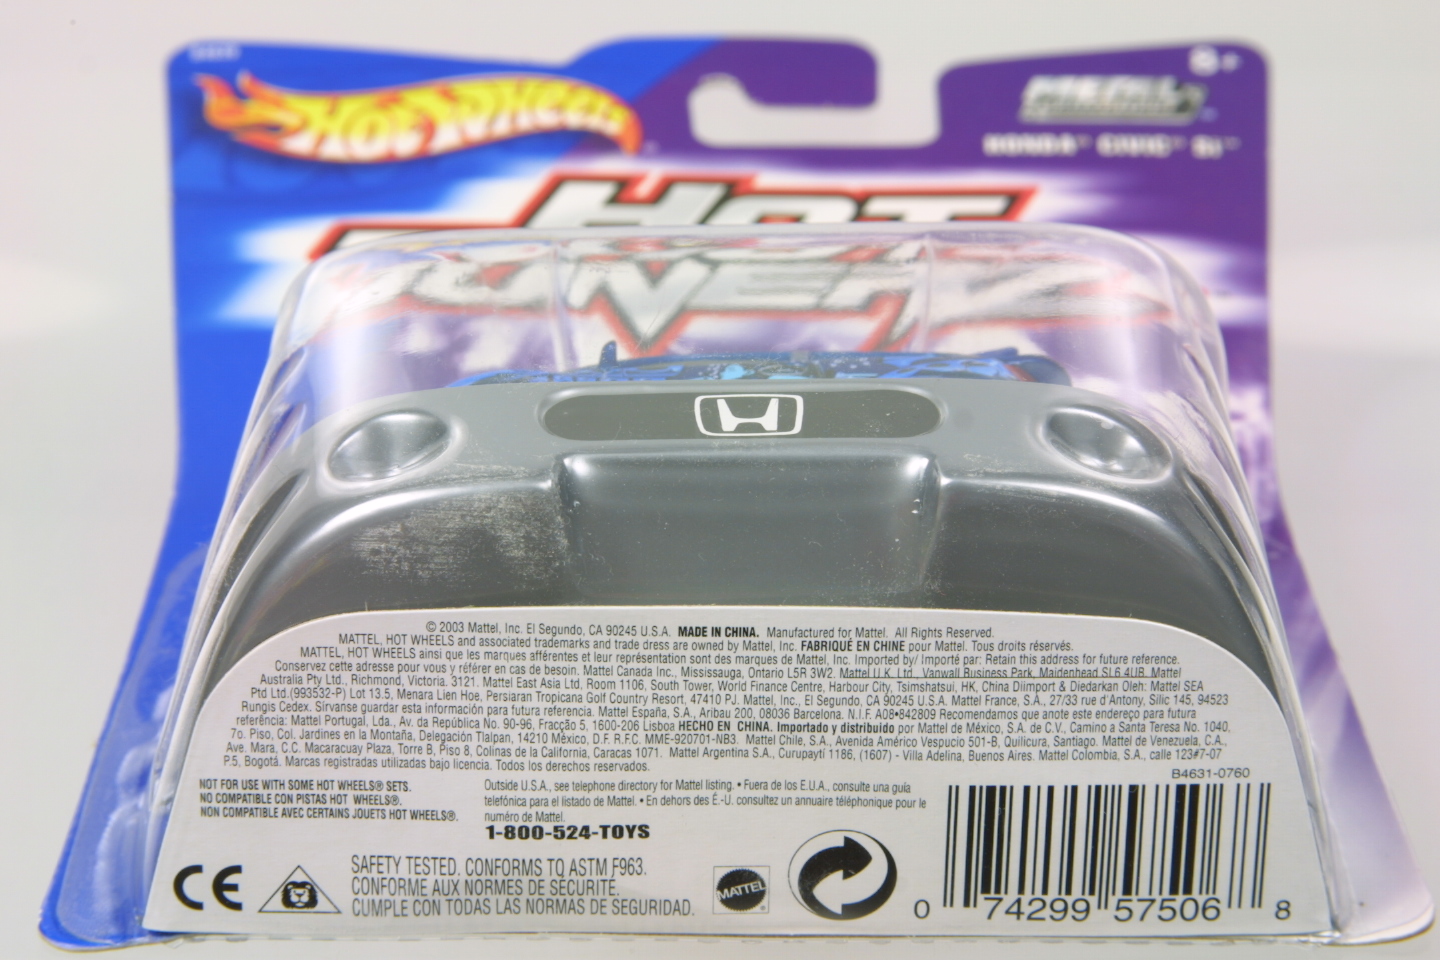 HOT WHEELS
8+
METAL
HONDA™ CIVIC™ Si™
HOT
TUNERZ
© 2003 Mattel, Inc. El Segundo, CA 90245 U.S.A. MADE IN CHINA. Manufactured for Mattel. All Rights Reserved.
MATTEL, HOT WHEELS and associated trademarks and trade dress are owned by Mattel, Inc. FABRIQUÉ EN CHINE pour Mattel. Tous droits réservés.
MATTEL, HOT WHEELS ainsi que les marques afférentes et leur représentation sont des marques de Mattel, Inc. Imported by/ Importé par: Retain this address for future reference.
Conservez cette adresse pour vous y référer en cas de besoin. Mattel Canada Inc., Mississauga, Ontario L5R 3W2. Mattel U.K. Ltd., Vanwall Business Park, Maidenhead SL6 4UB. Mattel
Australia Pty Ltd., Richmond, Victoria. 3121. Mattel East Asia Ltd, Room 1106, South Tower, World Finance Centre, Harbour City, Tsimshatsui, HK, China Diimport & Diedarkan Oleh: Mattel SEA
Ptd Ltd.(993532-P) Lot 13.5, Menara Lien Hoe, Persiaran Tropicana Golf Country Resort, 47410 PJ. Mattel, Inc., El Segundo, CA 90245 U.S.A. Mattel France, S.A., 27/33 rue d'Antony, Silic 145, 94523
Rungis Cedex. Sírvanse guardar esta información para futura referencia. Mattel España, S.A., Aribau 200, 08036 Barcelona. N.I.F. A08•842809 Recomendamos que anote este endereço para futura
referência: Mattel Portugal, Lda., Av. da República No. 90-96, Fracção 5, 1600-206 Lisboa HECHO EN CHINA. Importado y distribuido por Mattel de México, S.A. de C.V., Camino a Santa Teresa No. 1040,
7o. Piso, Col. Jardines en la Montaña, Delegación Tlalpan, 14210 México, D.F. R.F.C. MME-920701-NB3. Mattel Chile, S.A., Avenida Américo Vespucio 501-B, Quilicura, Santiago. Mattel de Venezuela, C.A.,
Ave. Mara, C.C. Macaracuay Plaza, Torre B, Piso 8, Colinas de la California, Caracas 1071. Mattel Argentina S.A., Curupaytí 1186, (1607) - Villa Adelina, Buenos Aires. Mattel Colombia, S.A., calle 123#7-07
P.5, Bogotá. Marcas registradas utilizadas bajo licencia. Todos los derechos reservados.
B4631-0760
NOT FOR USE WITH SOME HOT WHEELS® SETS.
NO COMPATIBLE CON PISTAS HOT WHEELS®.
NON COMPATIBLE AVEC CERTAINS JOUETS HOT WHEELS®.
Outside U.S.A., see telephone directory for Mattel listing. • Fuera de los E.U.A., consulte una guía
telefónica para el listado de Mattel. • En dehors des É.-U. consultez un annuaire téléphonique pour le
numéro de Mattel.
1-800-524-TOYS
CE
SAFETY TESTED. CONFORMS TO ASTM F963.
CONFORME AUX NORMES DE SÉCURITÉ.
CUMPLE CON TODAS LAS NORMAS DE SEGURIDAD.
MATTEL
0 74299 57506 8